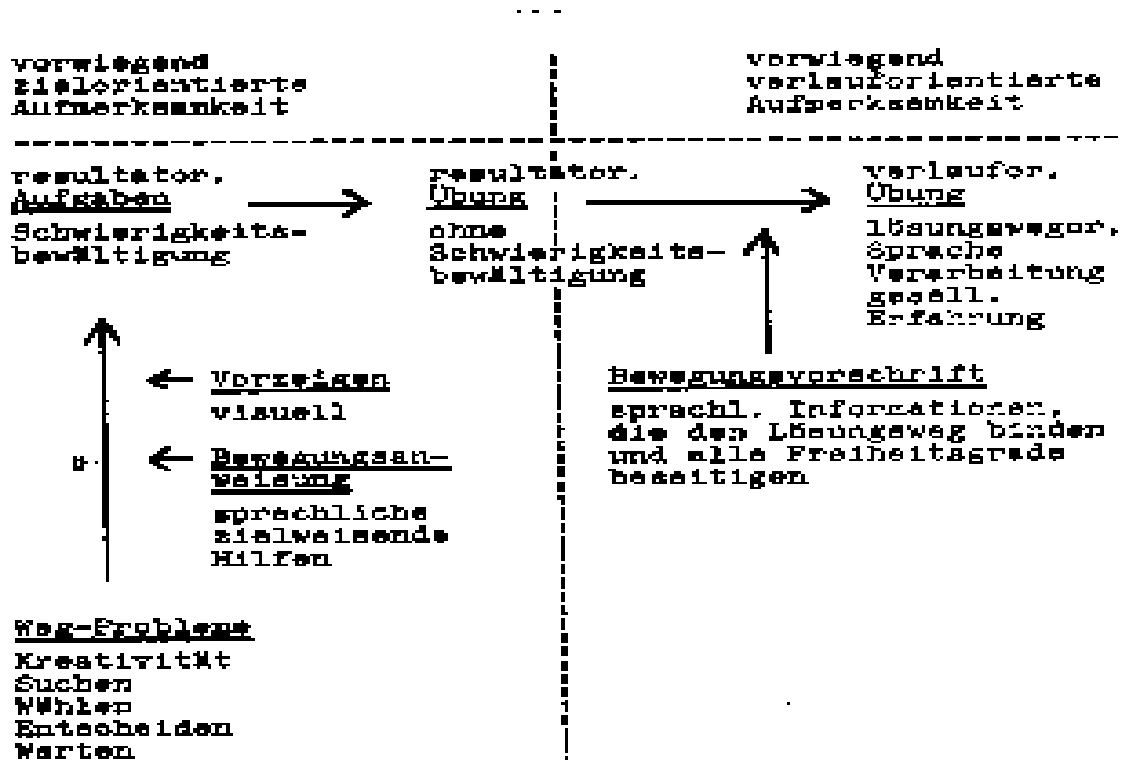 vorwiegend
zielorientierte
Aufmerksamkeit
vorwiegend
verlauforientierte
Aufmerksamkeit
resultator.
Aufgaben
Schwierigkeits-
bewältigung
resultator.
Übung
ohne
Schwierigkeits-
bewältigung
verlaufor.
Übung
lösungswegor.
Sprache
Verarbeitung
gesell.
Erfahrung
Vorzeigen
visuell
Bewegungsan-
weisung
sprachliche
zielweisende
Hilfen
Bewegungsvorschrift
sprachl. Informationen,
die den Lösungsweg binden
und alle Freiheitsgrade
beseitigen
Weg-Probleme
Kreativität
Suchen
Wählen
Entscheiden
Werten